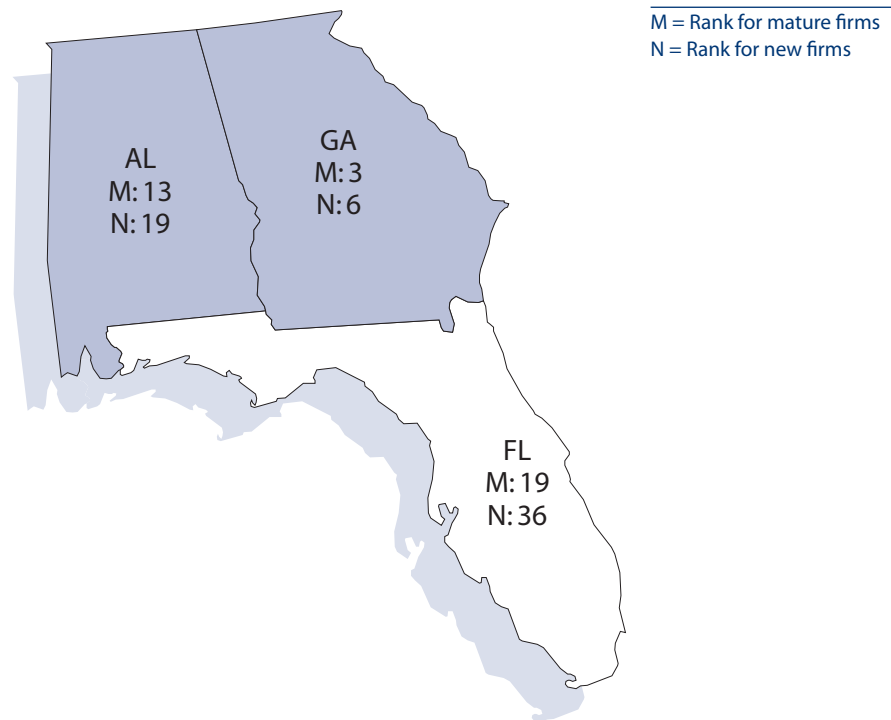 M = Rank for mature firms
N = Rank for new firms
AL
M: 13
N: 19
GA
M: 3
N: 6
FL
M: 19
N: 36